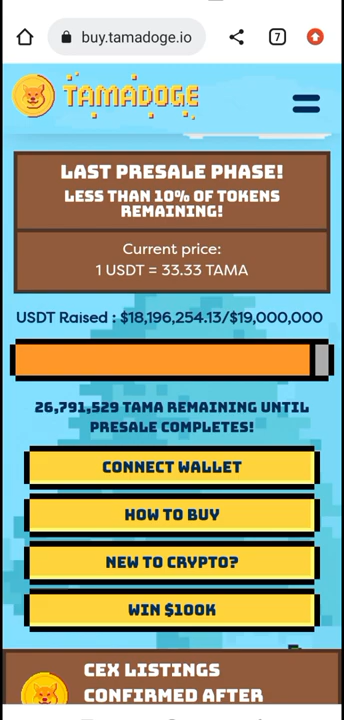 buy.tamadoge.io
7
TAMADOGE
LAST PRESALE PHASE!
LESS THAN 10% OF TOKENS
REMAINING!
Current price:
1 USDT = 33.33 TAMA
USDT Raised : $18,196,254.13/$19,000,000
26,791,529 TAMA REMAINING UNTIL
PRESALE COMPLETES!
CONNECT WALLET
HOW TO BUY
NEW TO CRYPTO?
WIN $100K
CEX LISTINGS
CONFIRMED AFTER